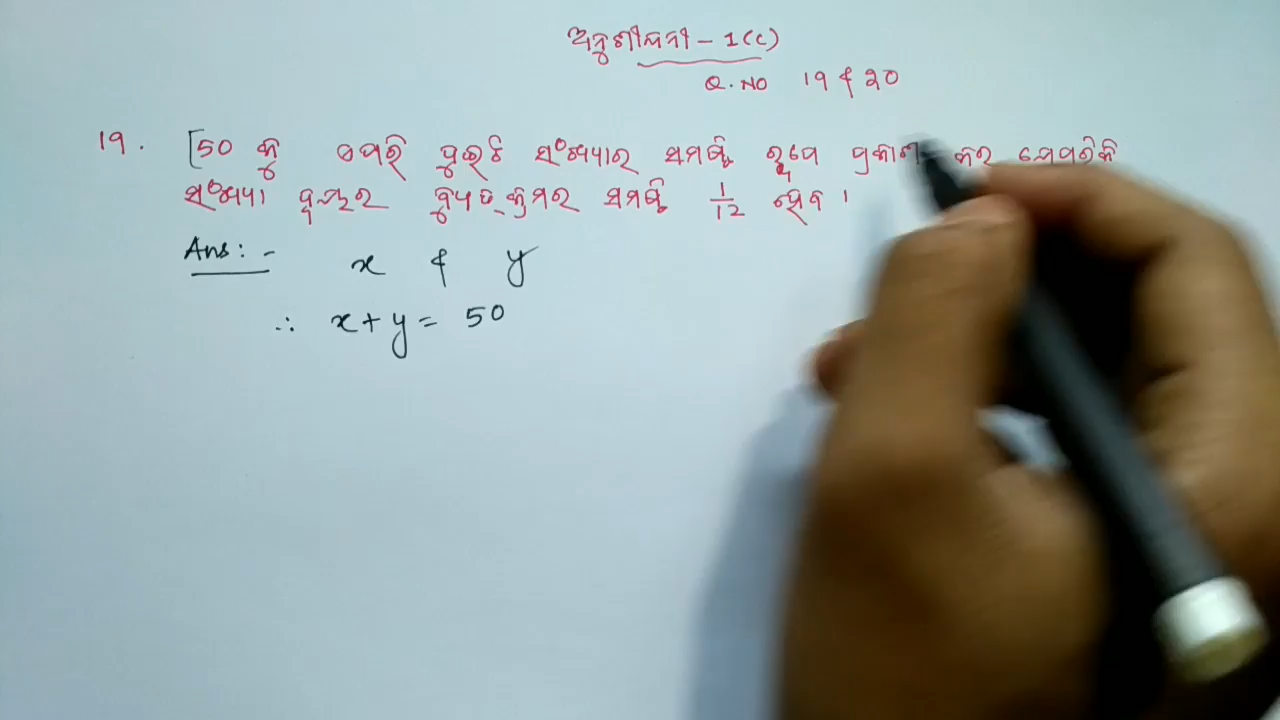 ଅନୁଶୀଳନୀ - 1(c)
Q. NO 19 & 20
19. [50 କୁ ଏପରି ଦୁଇଟି ସଂଖ୍ୟାର ସମଷ୍ଟି ରୂପେ ପ୍ରକାଶ କର ଯେପରିକି
ସଂଖ୍ୟା ଦ୍ୱୟର ବ୍ୟୁତ୍କ୍ରମର ସମଷ୍ଟି 1/12 ହେବ ।
Ans : - x & y
∴ x + y = 50